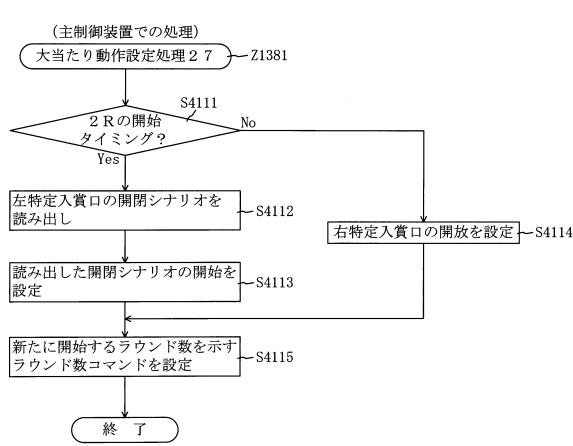 (主制御装置での処理)
大当たり動作設定処理27
Z1381
S4111
2Rの開始
タイミング?
No
Yes
左特定入賞口の開閉シナリオを
読み出し
S4112
右特定入賞口の開放を設定
S4114
読み出した開閉シナリオの開始を
設定
S4113
新たに開始するラウンド数を示す
ラウンド数コマンドを設定
S4115
終 了